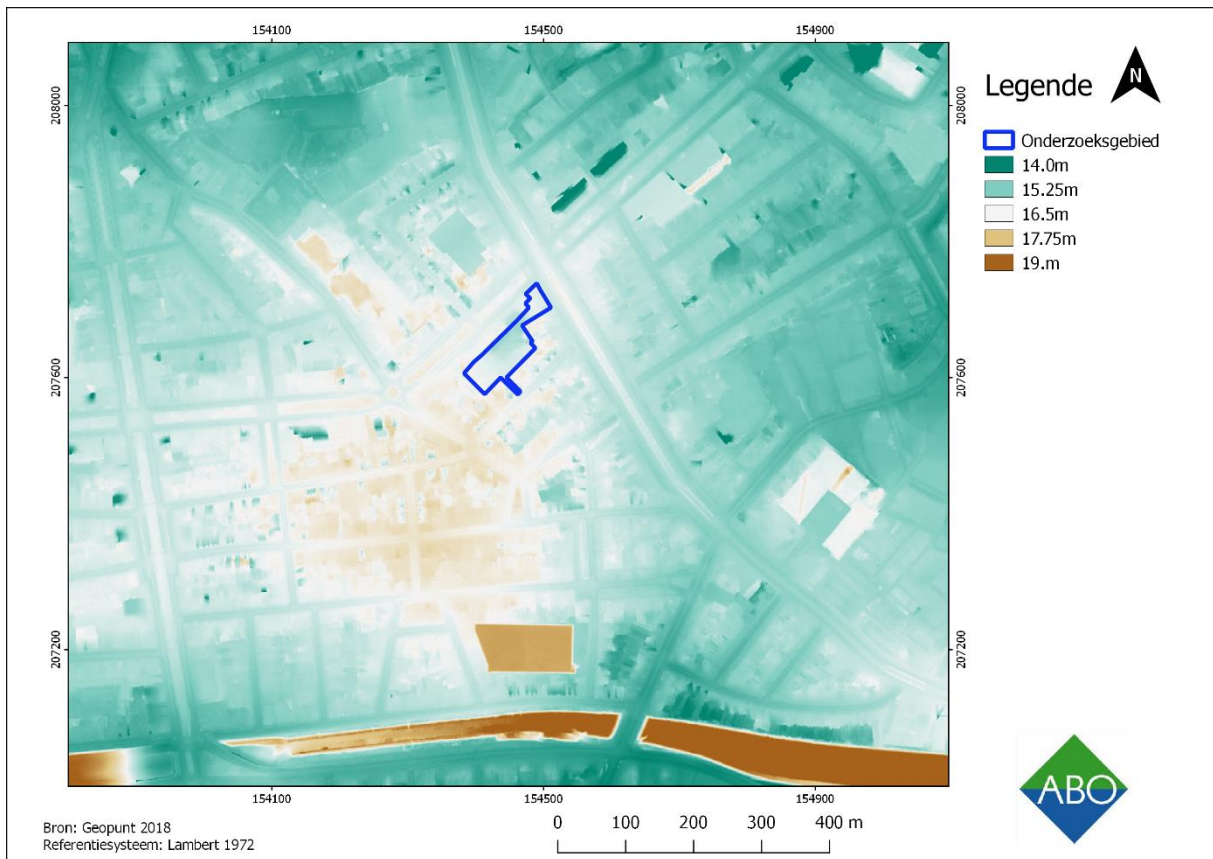 154100 154500 154900
208000 208000
207600 207600
207200 207200
154100 154500 154900
Legende N
Onderzoeksgebied
14.0m
15.25m
16.5m
17.75m
19.m
ABO
Bron: Geopunt 2018
Referentiesysteem: Lambert 1972
0 100 200 300 400 m